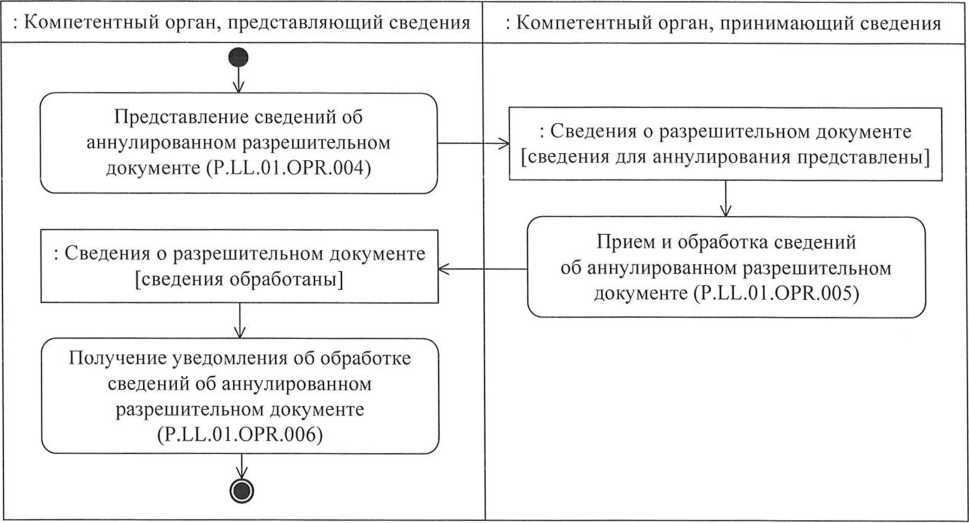 : Компетентный орган, представляющий сведения
: Компетентный орган, принимающий сведения
Представление сведений об
аннулированном разрешительном
документе (P.LL.01.OPR.004)
: Сведения о разрешительном документе
[сведения для аннулирования представлены]
Прием и обработка сведений
об аннулированном разрешительном
документе (P.LL.01.OPR.005)
: Сведения о разрешительном документе
[сведения обработаны]
Получение уведомления об обработке
сведений об аннулированном
разрешительном документе
(P.LL.01.OPR.006)